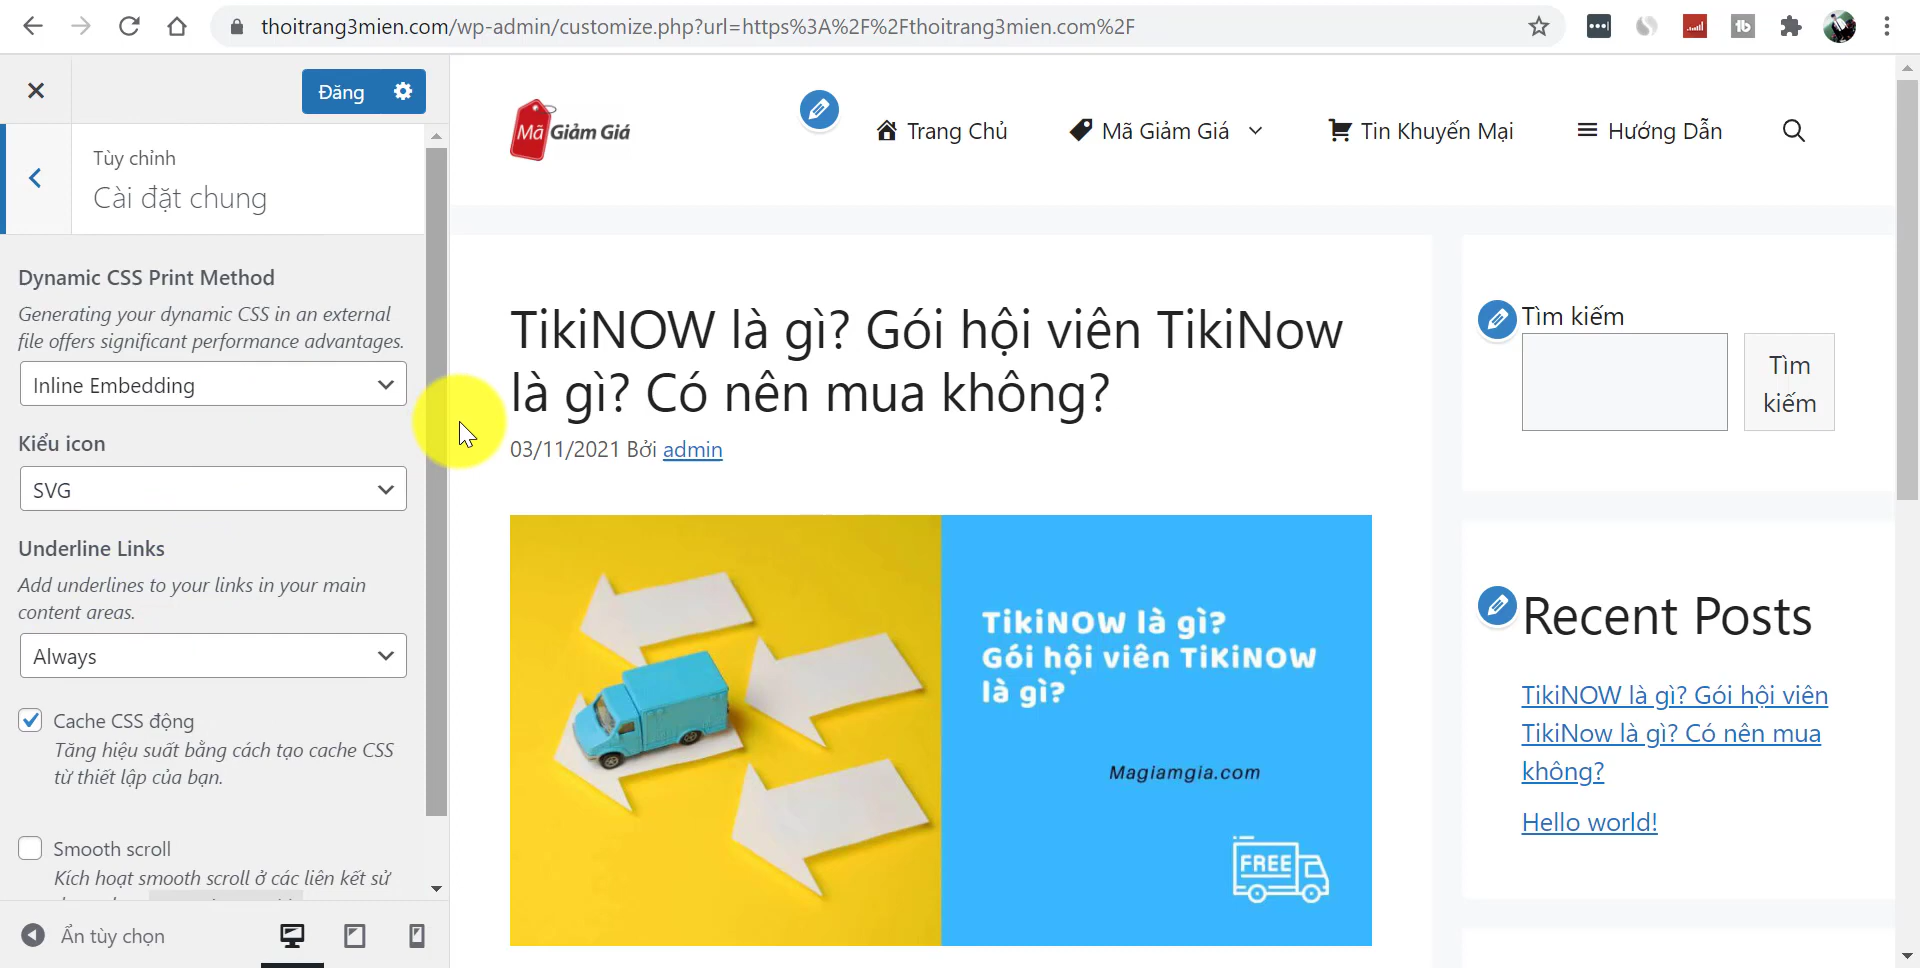 thoitrang3mien.com/wp-admin/customize.php?url=https%3A%2F%2Fthoitrang3mien.com%2F
Đăng
Tùy chỉnh
Cài đặt chung
Dynamic CSS Print Method
Generating your dynamic CSS in an external
file offers significant performance advantages.
Inline Embedding
Kiểu icon
SVG
Underline Links
Add underlines to your links in your main
content areas.
Always
Cache CSS động
Tăng hiệu suất bằng cách tạo cache CSS
từ thiết lập của bạn.
Smooth scroll
Kích hoạt smooth scroll ở các liên kết sử
Ẩn tùy chọn
Mã Giảm Giá
Trang Chủ
Mã Giảm Giá
Tin Khuyến Mại
Hướng Dẫn
TikiNOW là gì? Gói hội viên TikiNow
là gì? Có nên mua không?
03/11/2021 Bởi admin
TikiNOW là gì?
Gói hội viên TiKiNOW
là gì?
Magiamgia.com
FREE
Tìm kiếm
Tìm
kiếm
Recent Posts
TikiNOW là gì? Gói hội viên
TikiNow là gì? Có nên mua
không?
Hello world!